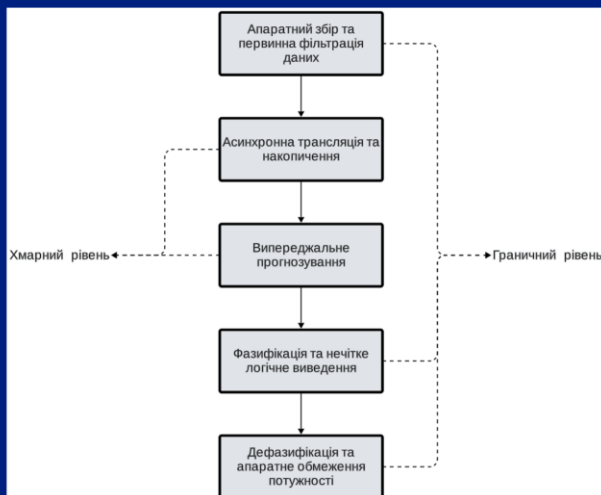 Апаратний збір та
первинна фільтрація
даних
Асинхронна трансляція та
накопичення
Хмарний рівень
Випереджальне
прогнозування
Граничний рівень
Фазифікація та нечітке
логічне виведення
Дефазифікація та
апаратне обмеження
потужності